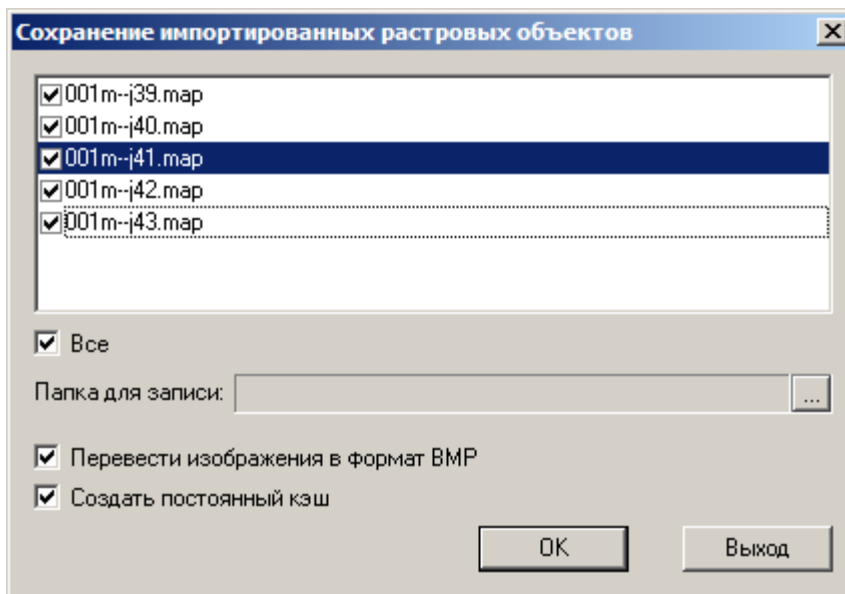 Сохранение импортированных растровых объектов
001m--j39.map
001m--j40.map
001m--j41.map
001m--j42.map
001m--j43.map
Все
Папка для записи: ...
Перевести изображения в формат BMP
Создать постоянный кэш
OK Выход